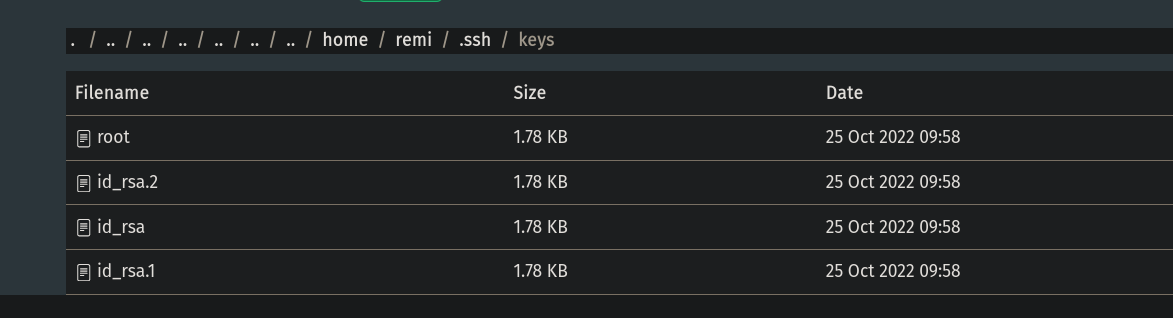 . / .. / .. / .. / .. / .. / .. / home / remi / .ssh / keys
Filename Size Date
root 1.78 KB 25 Oct 2022 09:58
id_rsa.2 1.78 KB 25 Oct 2022 09:58
id_rsa 1.78 KB 25 Oct 2022 09:58
id_rsa.1 1.78 KB 25 Oct 2022 09:58